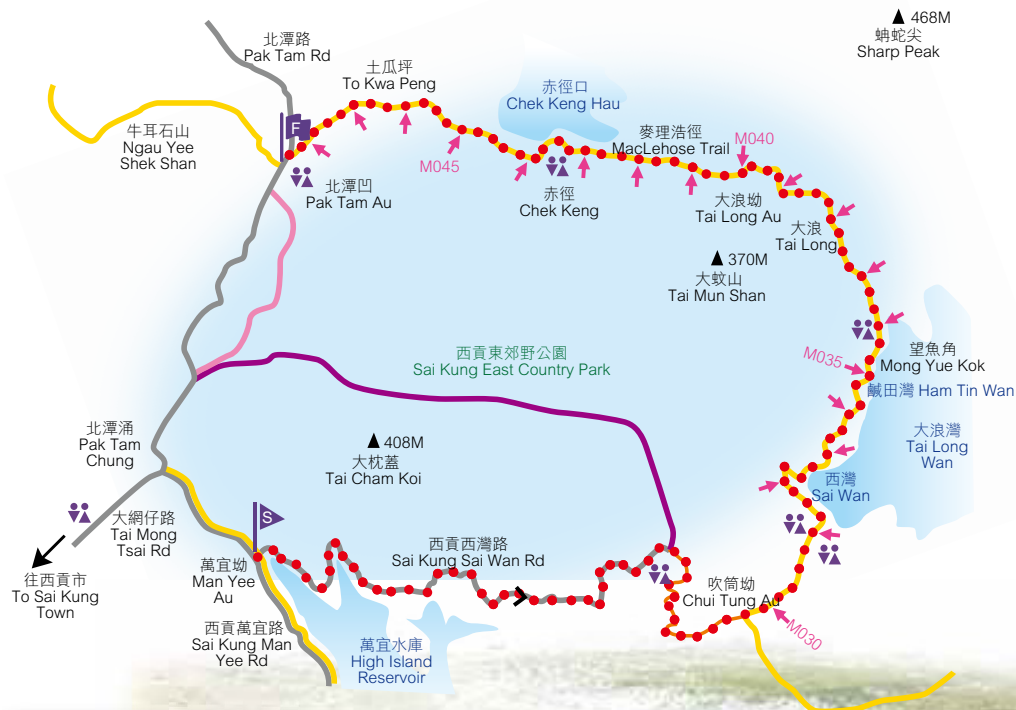 468M
蚺蛇尖
Sharp Peak
北潭路
Pak Tam Rd
土瓜坪
To Kwa Peng
赤徑口
Chek Keng Hau
牛耳石山
Ngau Yee
Shek Shan
F
麥理浩徑
MacLehose Trail
M040
M045
北潭凹
Pak Tam Au
赤徑
Chek Keng
大浪坳
Tai Long Au
大浪
Tai Long
370M
大蚊山
Tai Mun Shan
西貢東郊野公園
Sai Kung East Country Park
M035
望魚角
Mong Yue Kok
鹹田灣 Ham Tin Wan
北潭涌
Pak Tam
Chung
408M
大枕蓋
Tai Cham Koi
大浪灣
Tai Long
Wan
西灣
Sai Wan
S
大網仔路
Tai Mong
Tsai Rd
西貢西灣路
Sai Kung Sai Wan Rd
萬宜坳
Man Yee
Au
往西貢市
To Sai Kung
Town
吹筒坳
Chui Tung Au
M030
西貢萬宜路
Sai Kung Man
Yee Rd
萬宜水庫
High Island
Reservoir